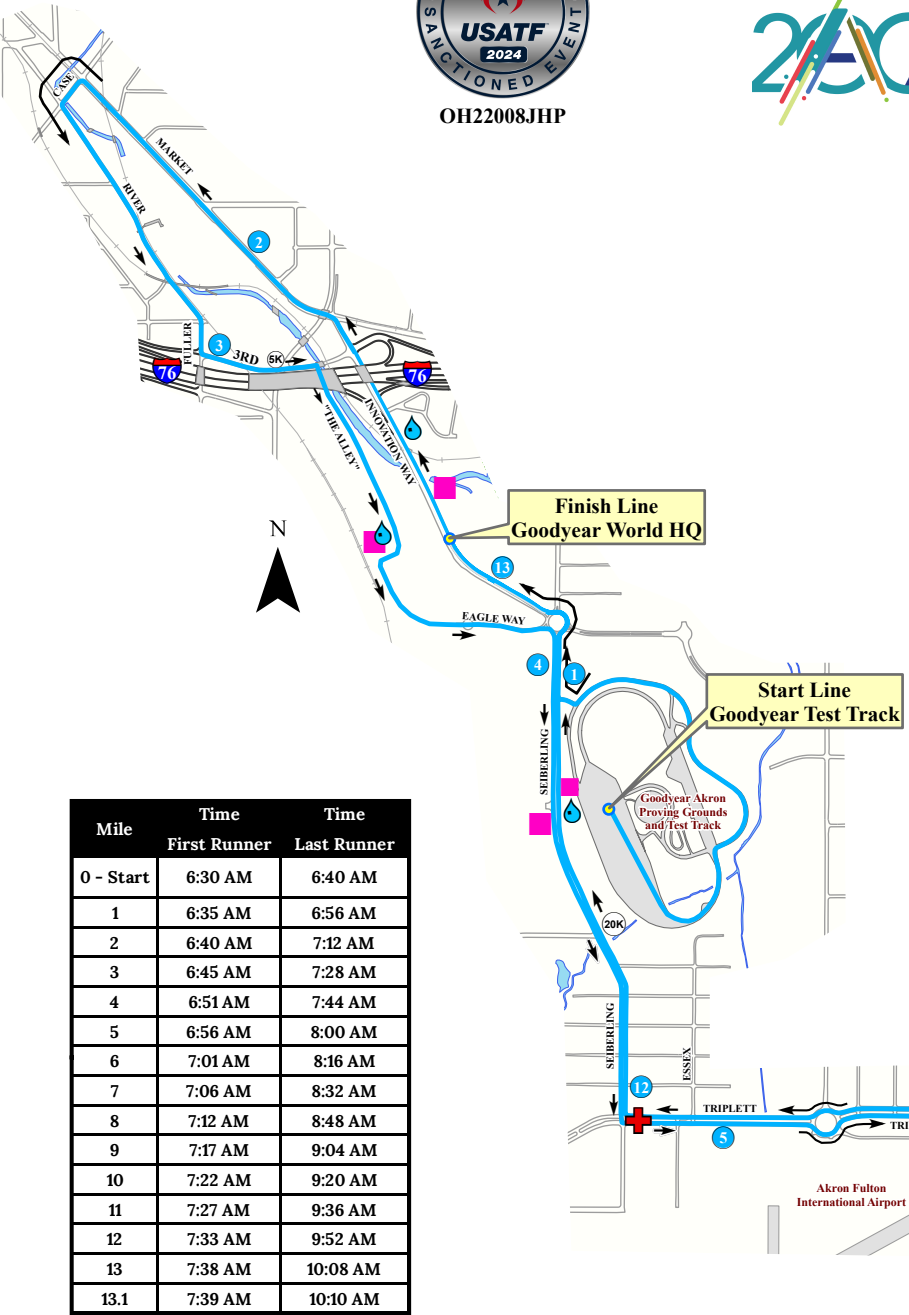 SANCTIONED EVENT
USATF
2024
OH22008JHP
CASE
MARKET
RIVER
2
FULLER
3
3RD
5K
76
76
"THE ALLEY"
INNOVATION WAY
Finish Line
Goodyear World HQ
N
13
EAGLE WAY
4
1
Start Line
Goodyear Test Track
SEIBERLING
Goodyear Akron
Proving Grounds
and Test Track
20K
SEIBERLING
ESSEX
12
TRIPLETT
5
TRI
Akron Fulton
International Airport
Mile Time First Runner Time Last Runner
0 - Start 6:30 AM 6:40 AM
1 6:35 AM 6:56 AM
2 6:40 AM 7:12 AM
3 6:45 AM 7:28 AM
4 6:51 AM 7:44 AM
5 6:56 AM 8:00 AM
6 7:01 AM 8:16 AM
7 7:06 AM 8:32 AM
8 7:12 AM 8:48 AM
9 7:17 AM 9:04 AM
10 7:22 AM 9:20 AM
11 7:27 AM 9:36 AM
12 7:33 AM 9:52 AM
13 7:38 AM 10:08 AM
13.1 7:39 AM 10:10 AM